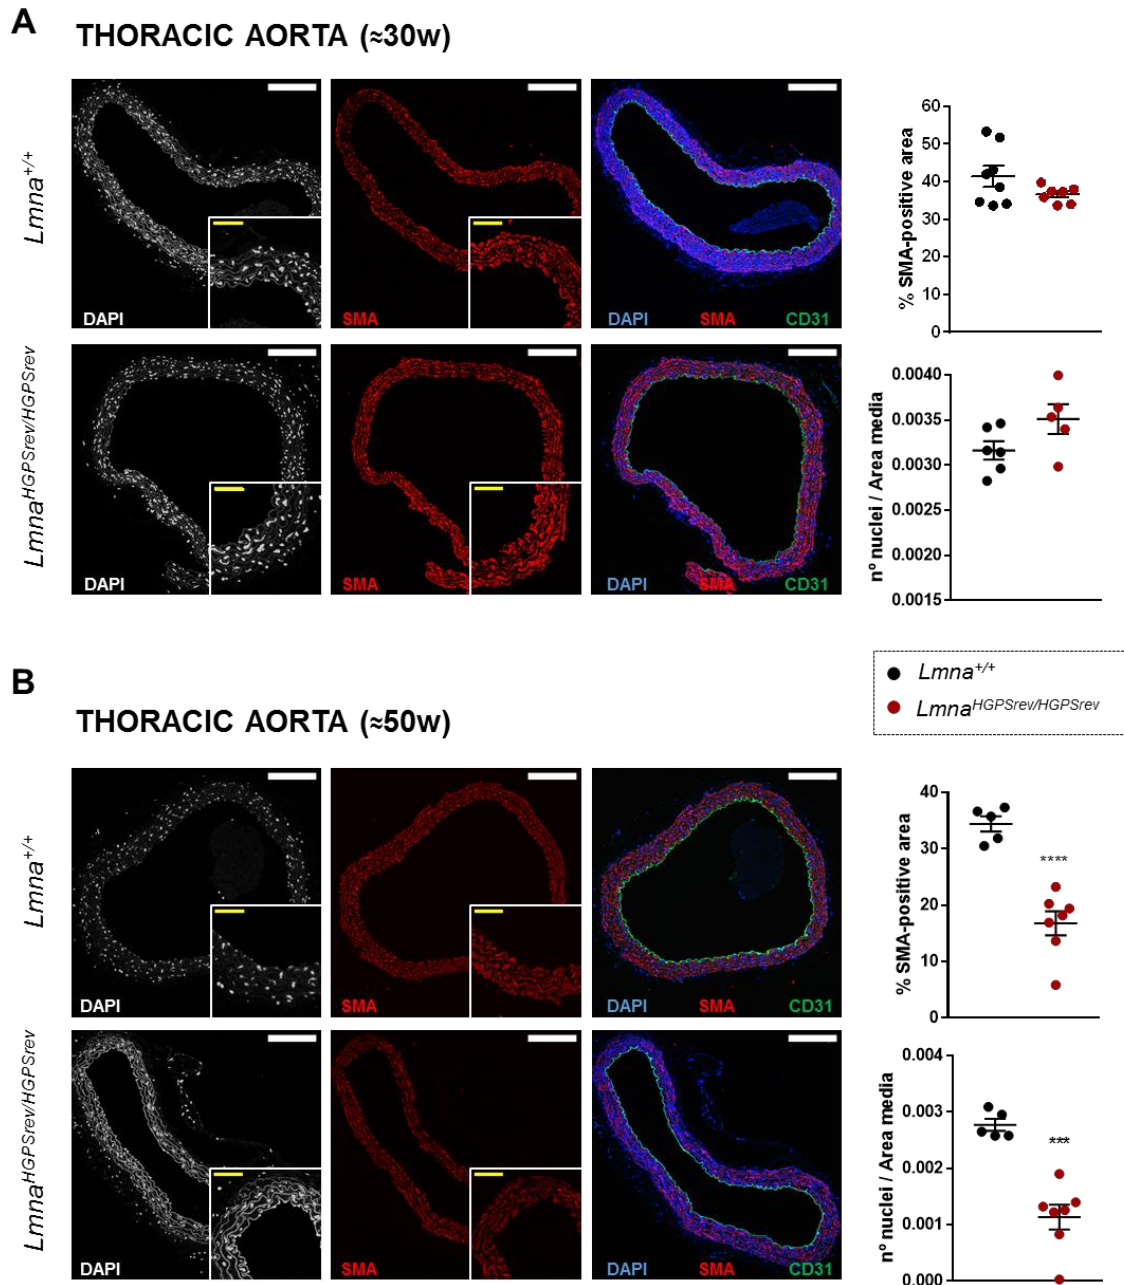 A
THORACIC AORTA (≈30w)
Lmna+/+
DAPI
SMA
DAPI SMA CD31
% SMA-positive area
60
50
40
30
20
10
0
LmnaHGPSrev/HGPSrev
DAPI
SMA
DAPI SMA CD31
nº nuclei / Area media
0.0040
0.0035
0.0030
0.0025
0.0020
0.0015
Lmna+/+
LmnaHGPSrev/HGPSrev
B
THORACIC AORTA (≈50w)
Lmna+/+
DAPI
SMA
DAPI SMA CD31
% SMA-positive area
40
30
20
10
0
****
LmnaHGPSrev/HGPSrev
DAPI
SMA
DAPI SMA CD31
nº nuclei / Area media
0.004
0.003
0.002
0.001
0.000
***